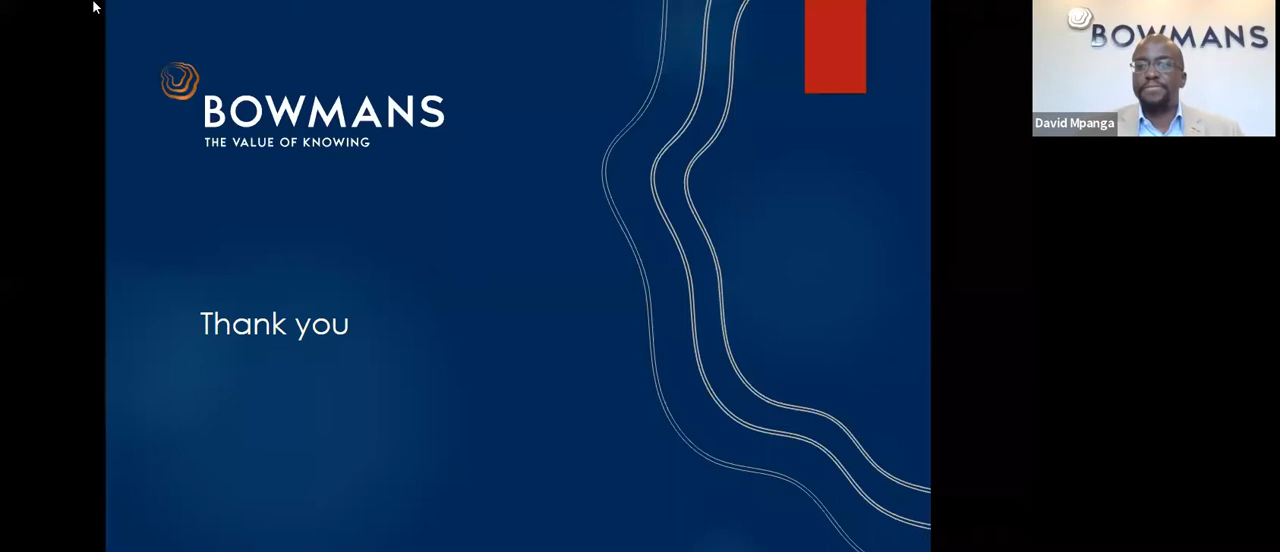 BOWMANS
THE VALUE OF KNOWING
Thank you
BOWMANS
David Mpanga